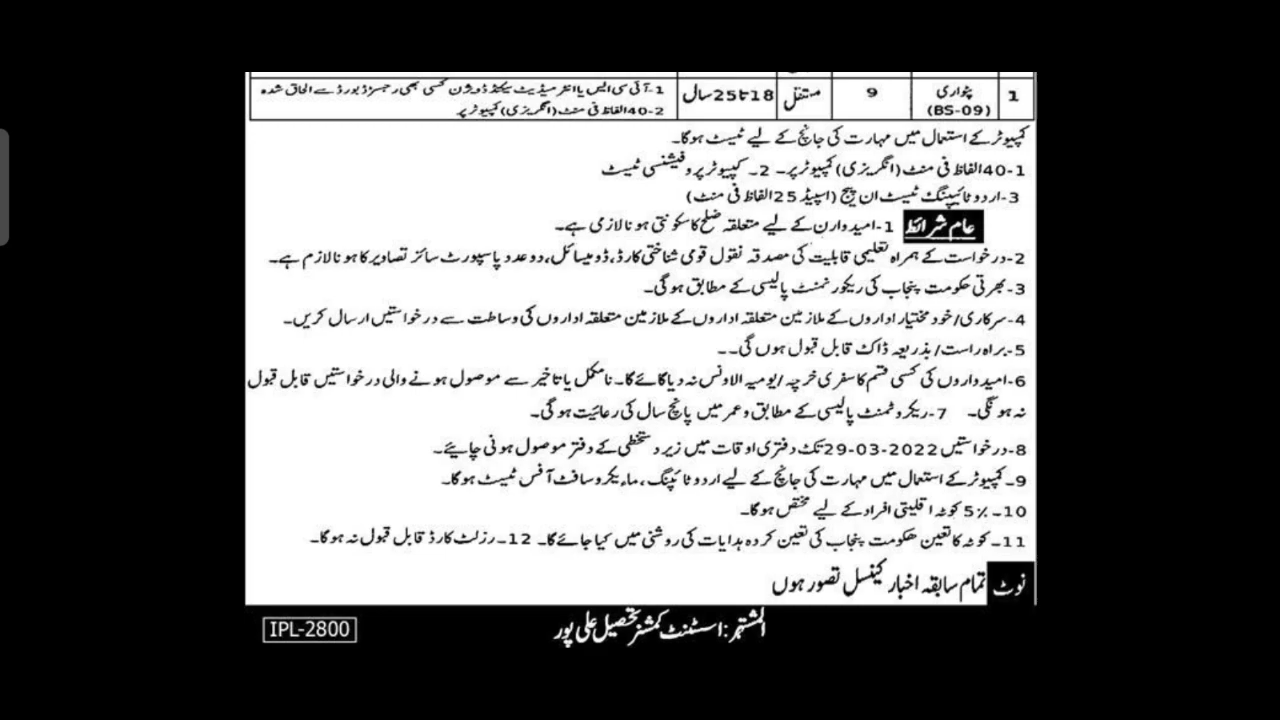 1 پٹواری (BS-09) 9 مستقل 18تا25سال 1-آئی سی ایس یا انٹر میڈیٹ سیکنڈ ڈویژن کسی بھی رجسٹرڈ بورڈ سے الحاق شدہ
2-40الفاظ فی منٹ (انگریزی) کمپیوٹر پر
کمپیوٹر کے استعمال میں مہارت کی جانچ کے لیے ٹیسٹ ہوگا۔
1-40الفاظ فی منٹ (انگریزی) کمپیوٹر پر۔ 2۔ کمپیوٹر پروفیشنسی ٹیسٹ
3-اردو ٹائپنگ ٹیسٹ ان پیج (اسپیڈ 25 الفاظ فی منٹ)
عام شرائط 1-امیدوارن کے لیے متعلقہ ضلع کا سکونتی ہونا لازمی ہے۔
2-درخواست کے ہمراہ تعلیمی قابلیت کی مصدقہ نقول قومی شناختی کارڈ، ڈومیسائل، دوعدد پاسپورٹ سائز تصاویر کا ہونا لازم ہے۔
3-بھرتی حکومت پنجاب کی ریکورٹمنٹ پالیسی کے مطابق ہوگی۔
4-سرکاری/خود مختیار اداروں کے ملازمین متعلقہ اداروں کے ملازمین متعلقہ اداروں کی وساطت سے درخواستیں ارسال کریں۔
5-براہ راست/بذریعہ ڈاکٹ قابل قبول ہوں گی۔۔
6-امیدواروں کی کسی قسم کا سفری خرچہ/یومیہ الاونس نہ دیا گائے گا۔ نامکمل یا تاخیر سے موصول ہونے والی درخواستیں قابل قبول
نہ ہونگی۔ 7-ریکروٹمنٹ پالیسی کے مطابق وعمر میں پانچ سال کی رعائیت ہوگی۔
8-درخواستیں 29-03-2022 تک دفتری اوقات میں زیر دستخطی کے دفتر موصول ہونی چاہیے۔
9۔کمپیوٹر کے استعمال میں مہارت کی جانچ کے لیے اردو ٹائپنگ، مایکروسافٹ آفس ٹیسٹ ہوگا۔
10۔ 5% کوٹہ اقلیتی افراد کے لیے مختص ہوگا۔
11۔ کوٹہ کا تعین حکومت پنجاب کی تعین کردہ ہدایات کی روشنی میں کیا جائے گا۔ 12۔رزلٹ کارڈ قابل قبول نہ ہوگا۔
نوٹ تمام سابقہ اخبار کینسل تصور ہوں
المشتہر: اسسٹنٹ کمشنر تحصیل علی پور
IPL-2800